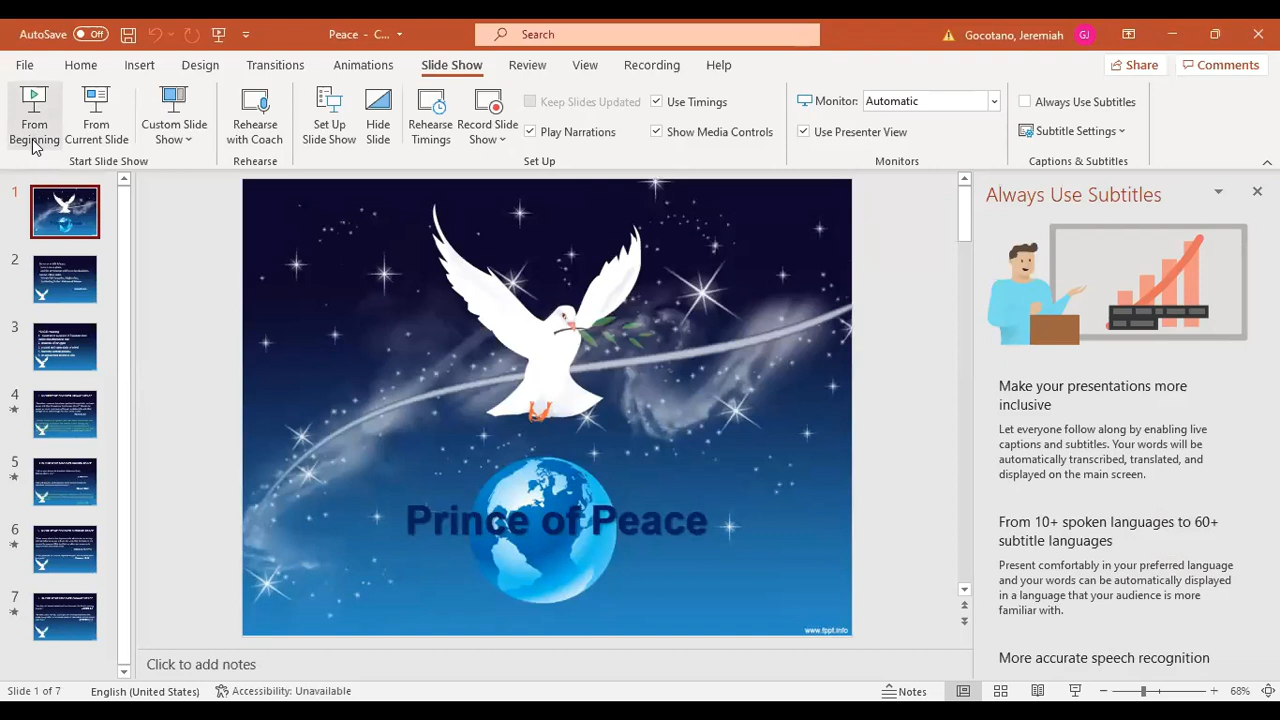 AutoSave Off Peace - C... Search Gocotano, Jeremiah GJ
File Home Insert Design Transitions Animations Slide Show Review View Recording Help Share Comments
From Beginning
From Current Slide
Custom Slide Show
Start Slide Show
Rehearse with Coach
Rehearse
Set Up Slide Show
Hide Slide
Rehearse Timings
Record Slide Show
Keep Slides Updated
Play Narrations
Use Timings
Show Media Controls
Set Up
Monitor: Automatic
Use Presenter View
Monitors
Always Use Subtitles
Subtitle Settings
Captions & Subtitles
1
2
3
4
5
6
7
Prince of Peace
www.fppt.info
Click to add notes
Always Use Subtitles
Make your presentations more
inclusive
Let everyone follow along by enabling live
captions and subtitles. Your words will be
automatically transcribed, translated, and
displayed on the main screen.
From 10+ spoken languages to 60+
subtitle languages
Present comfortably in your preferred language
and your words can be automatically displayed
in a language that your audience is more
familiar with.
More accurate speech recognition
Slide 1 of 7 English (United States) Accessibility: Unavailable Notes 68%